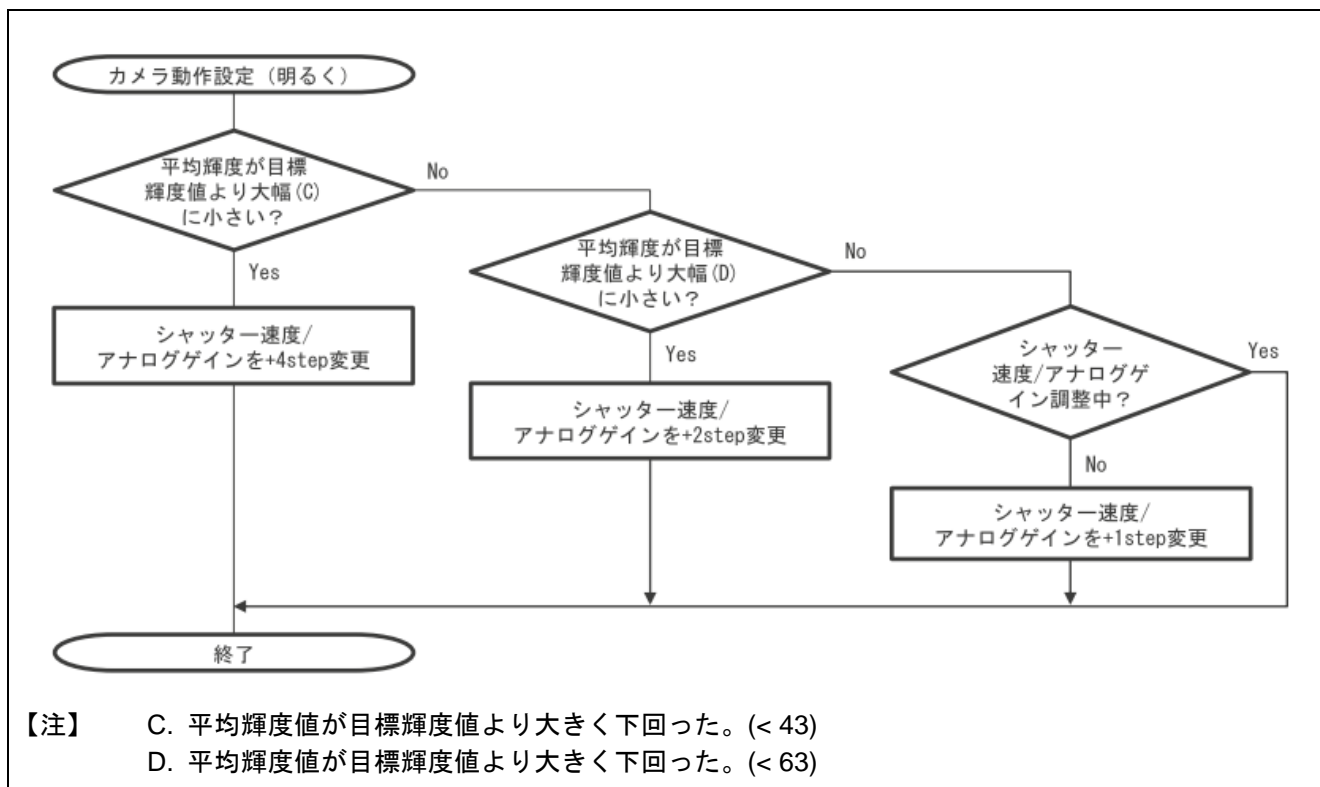 カメラ動作設定（明るく）
平均輝度が目標
輝度値より大幅(C)
に小さい？
No
Yes
シャッター速度/
アナログゲインを+4step変更
平均輝度が目標
輝度値より大幅(D)
に小さい？
No
Yes
シャッター速度/
アナログゲインを+2step変更
シャッター
速度/アナログゲ
イン調整中？
Yes
No
シャッター速度/
アナログゲインを+1step変更
終了
【注】 C. 平均輝度値が目標輝度値より大きく下回った。(< 43)
D. 平均輝度値が目標輝度値より大きく下回った。(< 63)